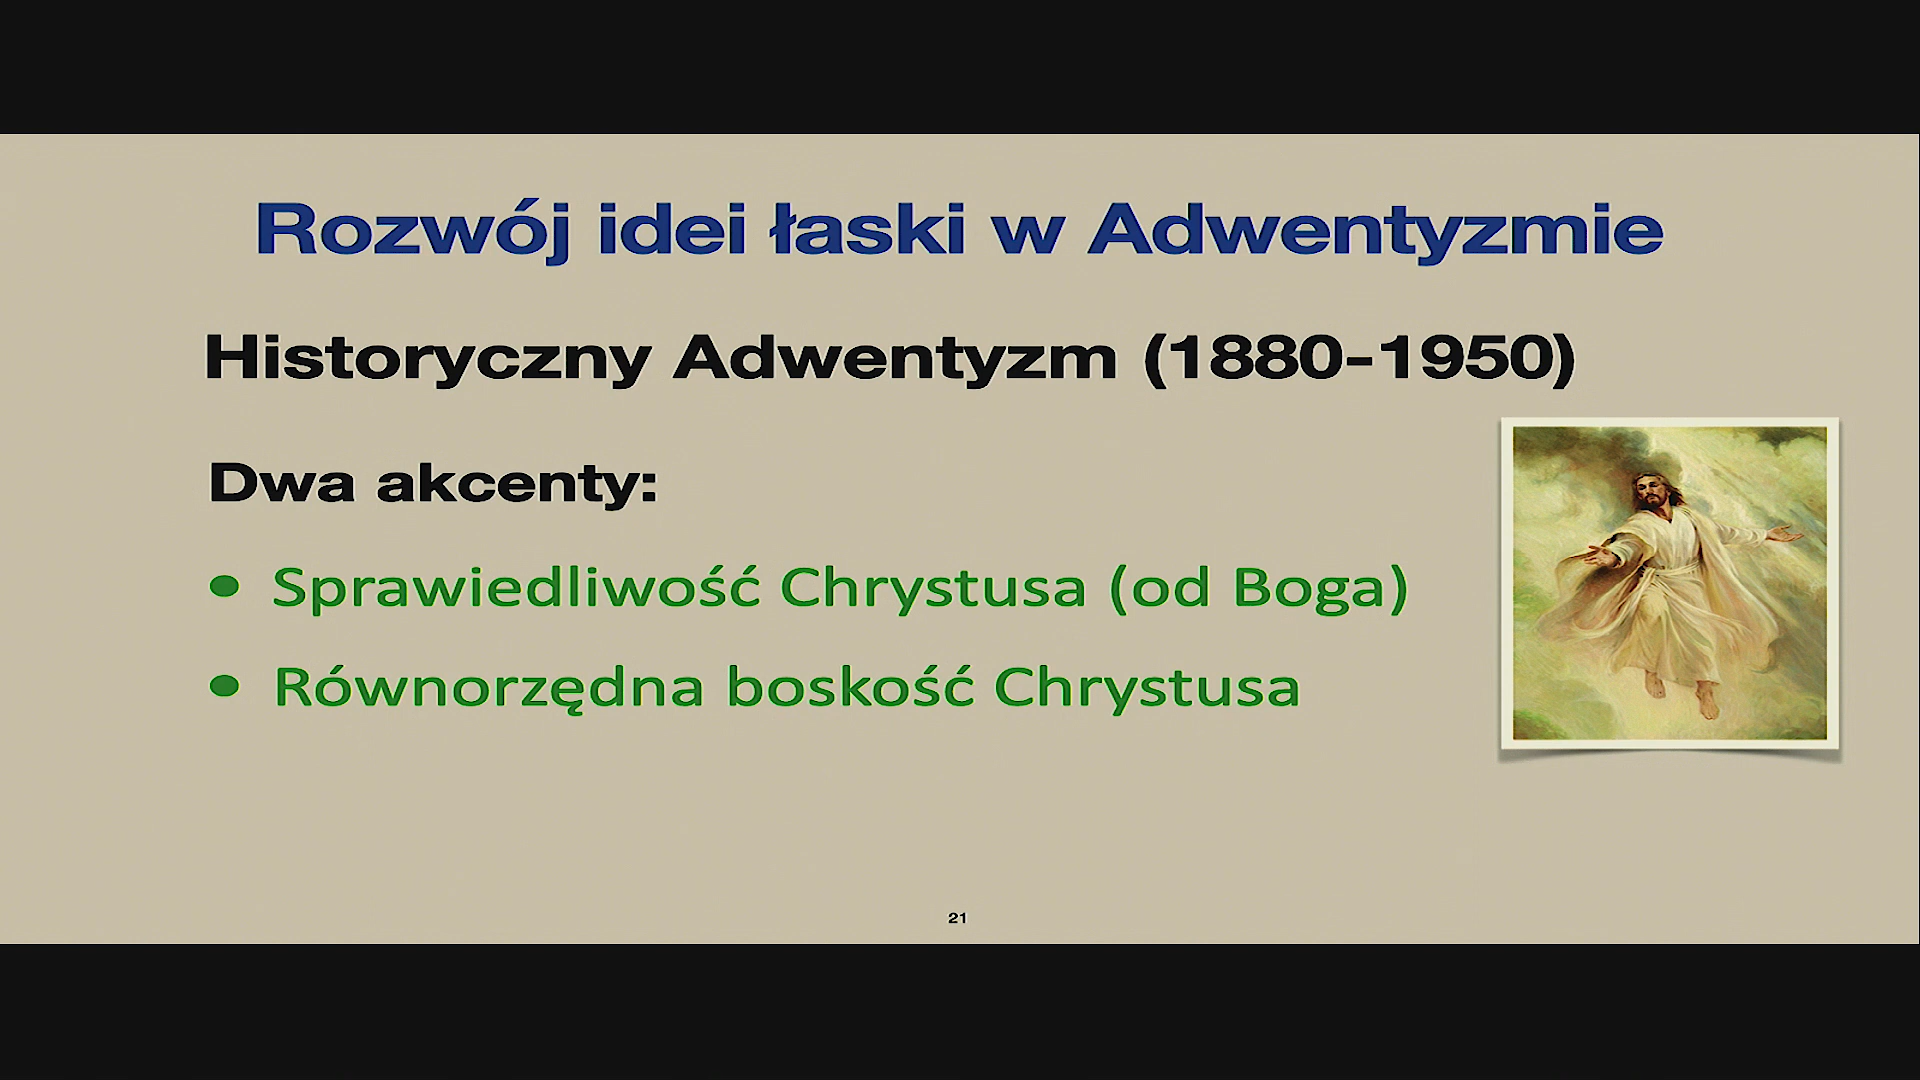 Rozwój idei łaski w Adwentyzmie
Historyczny Adwentyzm (1880-1950)
Dwa akcenty:
• Sprawiedliwość Chrystusa (od Boga)
• Równorzędna boskość Chrystusa
21